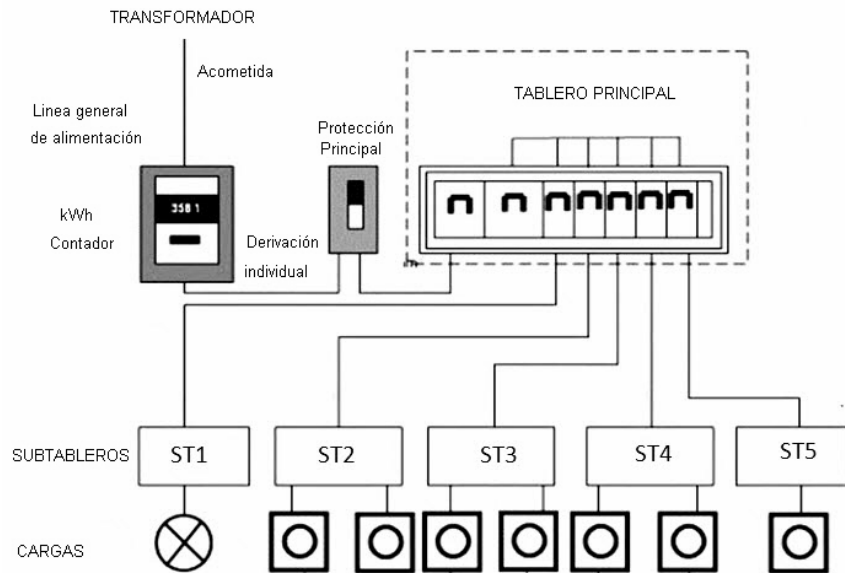 TRANSFORMADOR
Acometida
Linea general
de alimentación
Protección
Principal
TABLERO PRINCIPAL
3581
kWh
Contador
Derivación
individual
SUBTABLEROS
ST1
ST2
ST3
ST4
ST5
CARGAS